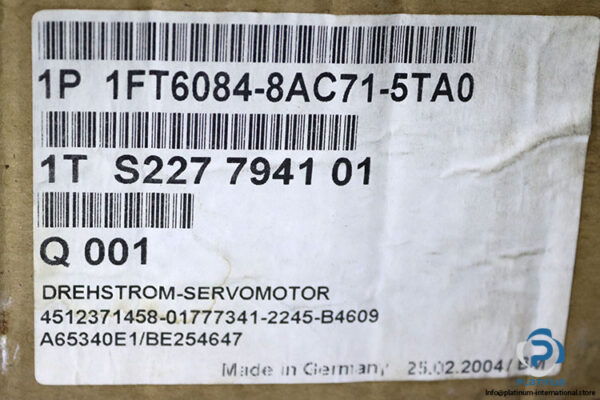 1P 1FT6084-8AC71-5TA0
1T S227 7941 01
Q 001
DREHSTROM-SERVOMOTOR
4512371458-01777341-2245-B4609
A65340E1/BE254647
Made in Germany 25.02.2004/
PLATINUM
Info@platinum-international.store